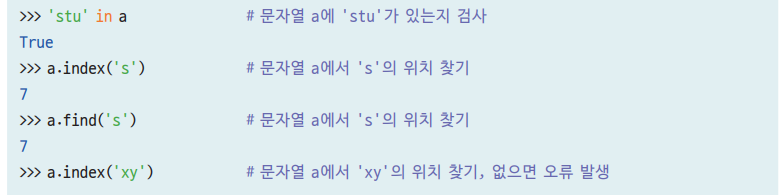 >>> 'stu' in a # 문자열 a에 'stu'가 있는지 검사
True
>>> a.index('s') # 문자열 a에서 's'의 위치 찾기
7
>>> a.find('s') # 문자열 a에서 's'의 위치 찾기
7
>>> a.index('xy') # 문자열 a에서 'xy'의 위치 찾기, 없으면 오류 발생